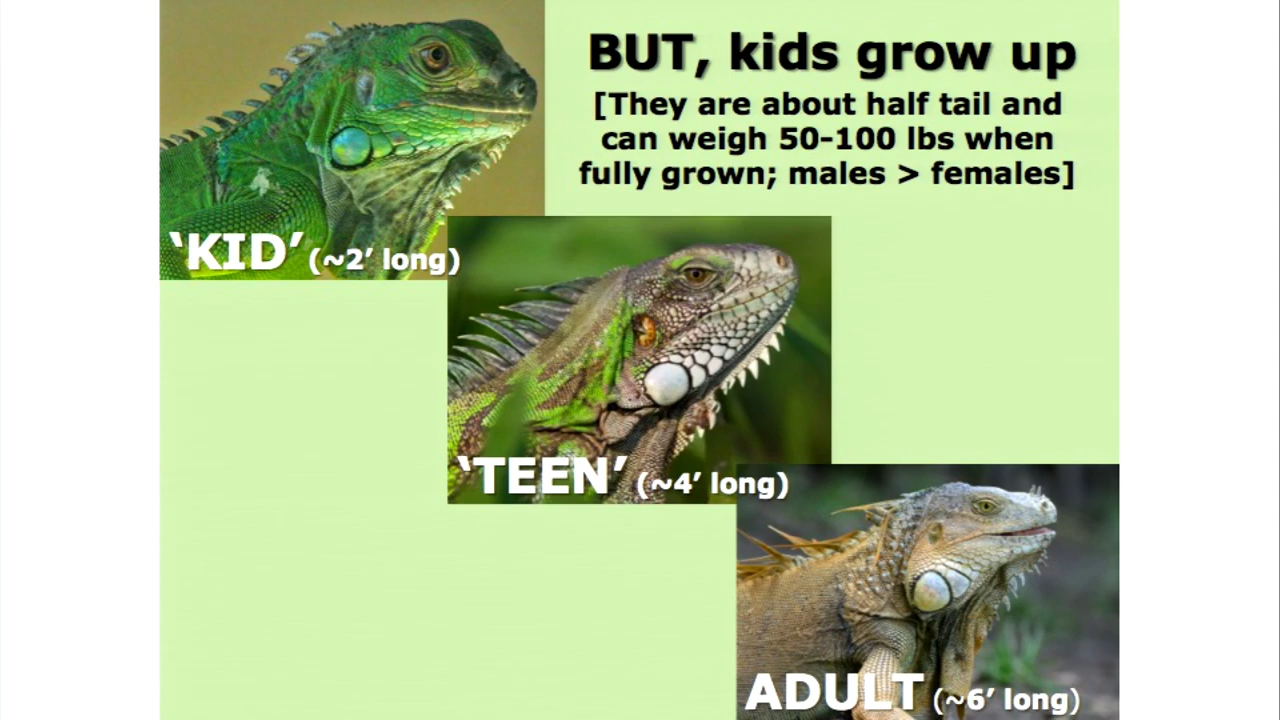 BUT, kids grow up
[They are about half tail and
can weigh 50-100 lbs when
fully grown; males > females]
‘KID’ (~2’ long)
‘TEEN’ (~4’ long)
ADULT (~6’ long)